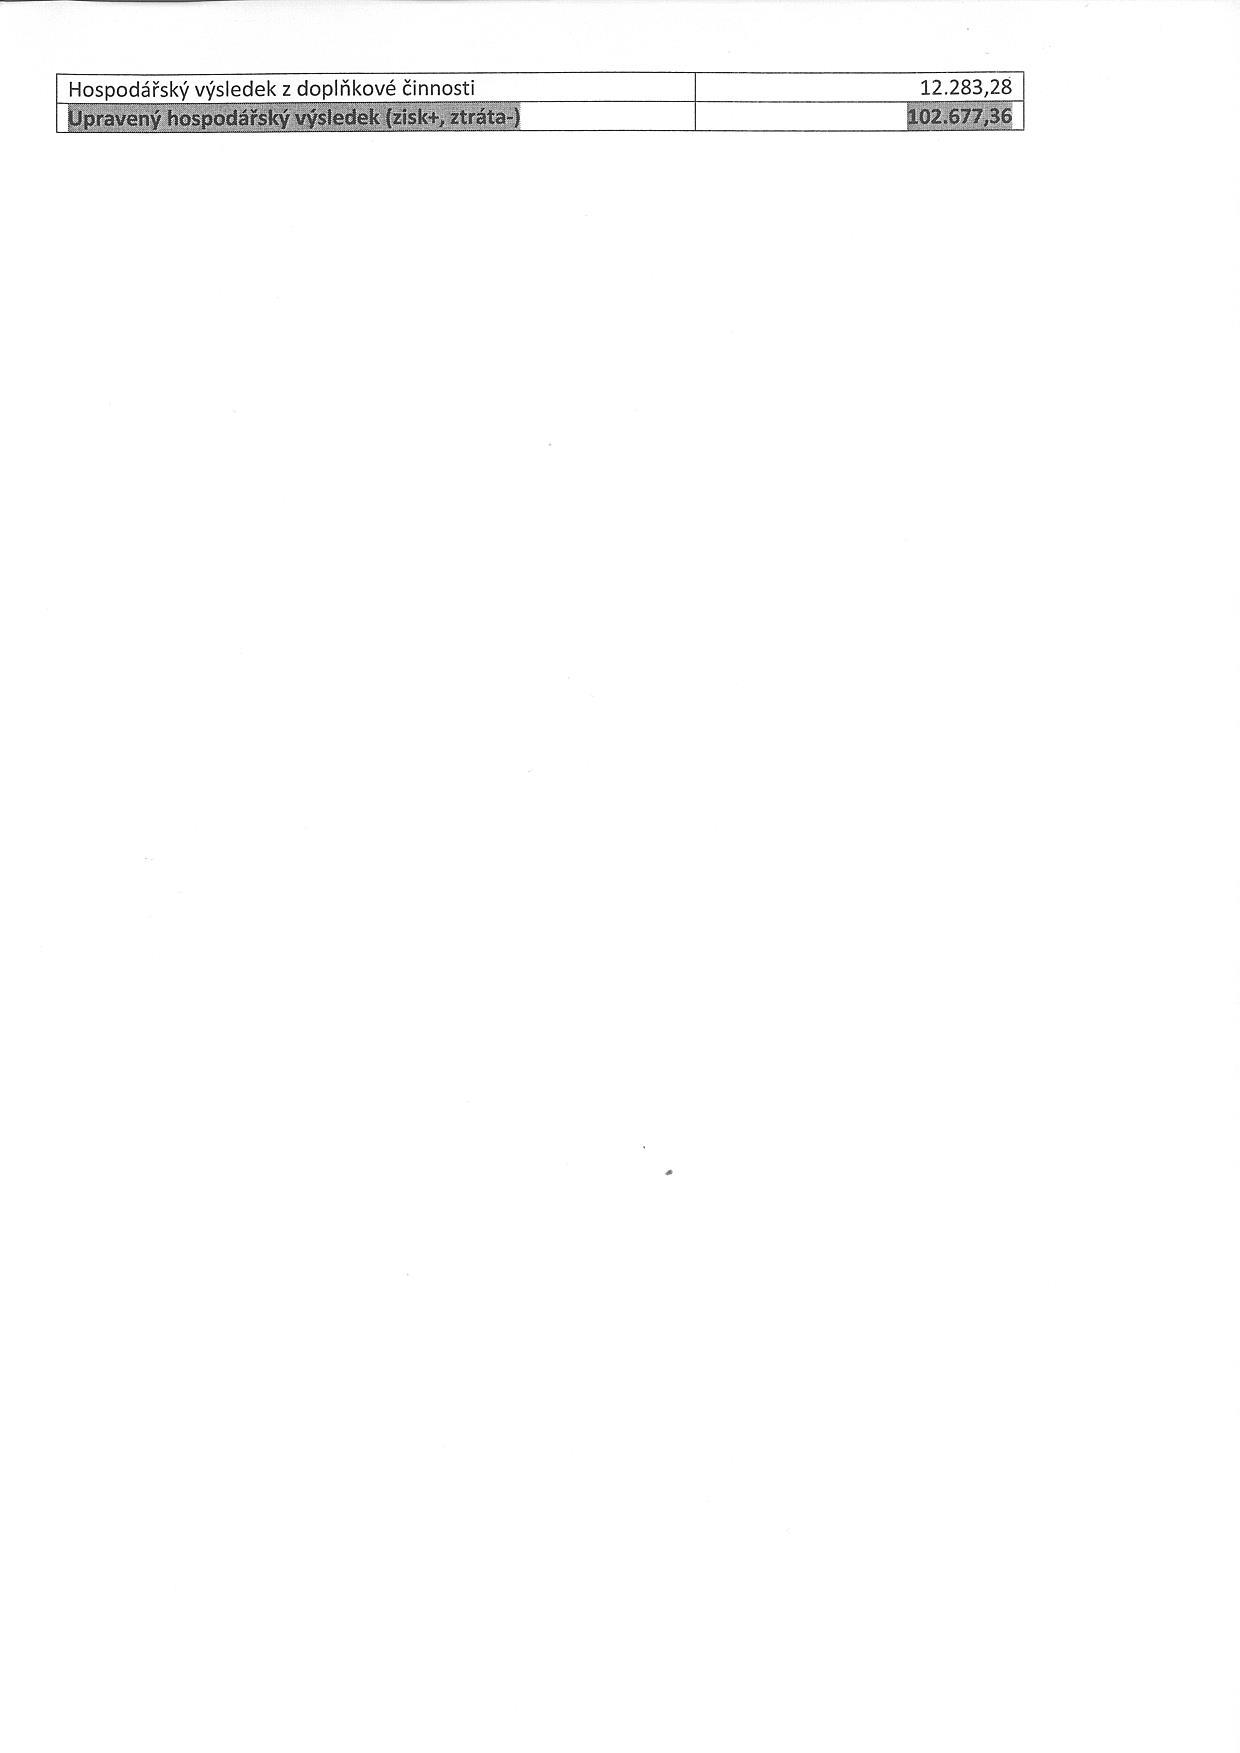 Hospodářský výsledek z doplňkové činnosti 12.283,28
Upravený hospodářský výsledek (zisk+, ztráta-) 102.677,36